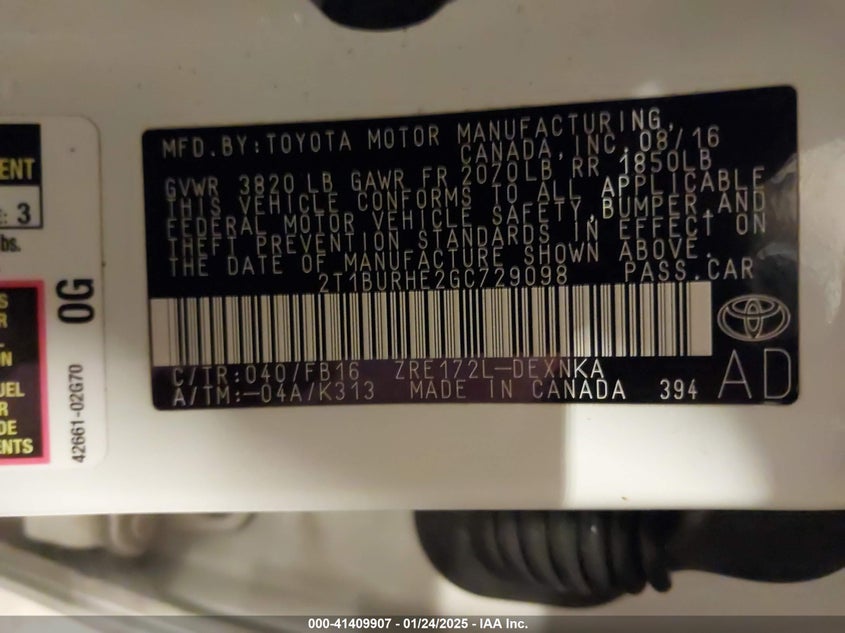 MFD.BY:TOYOTA MOTOR MANUFACTURING,
CANADA,INC.08/16
GVWR 3820 LB GAWR FR 2070LB RR 1850LB
THIS VEHICLE CONFORMS TO ALL APPLICABLE
FEDERAL MOTOR VEHICLE SAFETY,BUMPER AND
THEFT PREVENTION STANDARDS IN EFFECT ON
THE DATE OF MANUFACTURE SHOWN ABOVE.
2T1BURHE2GC729098 PASS.CAR
C/TR:040/FB16 ZRE172L-DEXNKA
A/TM:-04A/K313 MADE IN CANADA 394
AD
ENT
: 3
bs.
0G
42661-02G70
S
R
ON
UEL
R
DE
ENTS
000-41409907 - 01/24/2025 - IAA Inc.